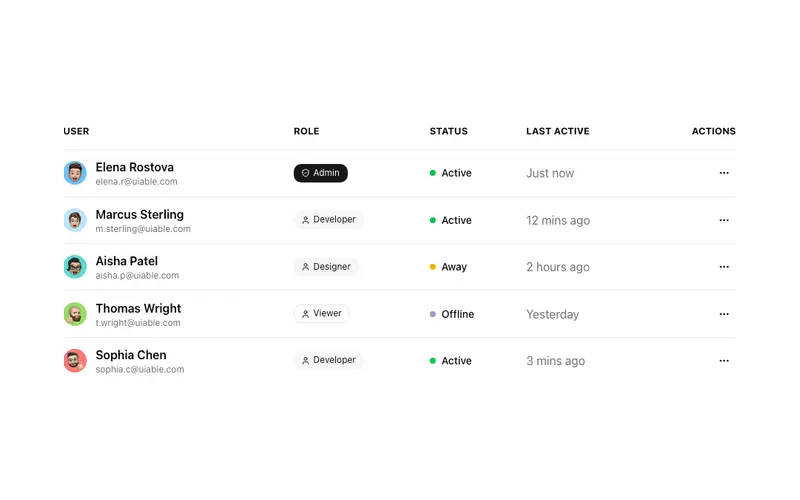 USER ROLE STATUS LAST ACTIVE ACTIONS
Elena Rostova Admin Active Just now ...
elena.r@uiable.com
Marcus Sterling Developer Active 12 mins ago ...
m.sterling@uiable.com
Aisha Patel Designer Away 2 hours ago ...
aisha.p@uiable.com
Thomas Wright Viewer Offline Yesterday ...
t.wright@uiable.com
Sophia Chen Developer Active 3 mins ago ...
sophia.c@uiable.com